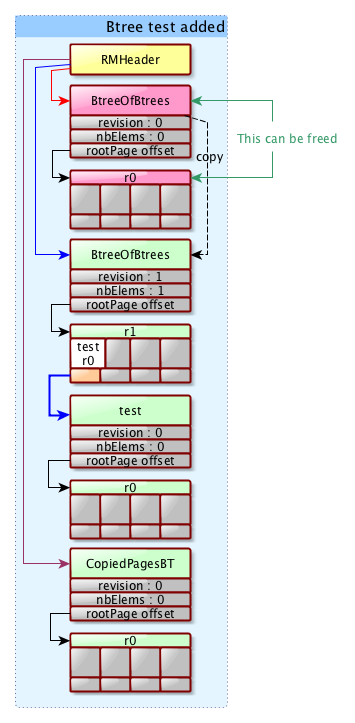 Btree test added
RMHeader
BtreeOfBtrees
revision : 0
nbElems : 0
rootPage offset
This can be freed
copy
r0
BtreeOfBtrees
revision : 1
nbElems : 1
rootPage offset
r1
test
r0
test
revision : 0
nbElems : 0
rootPage offset
r0
CopiedPagesBT
revision : 0
nbElems : 0
rootPage offset
r0